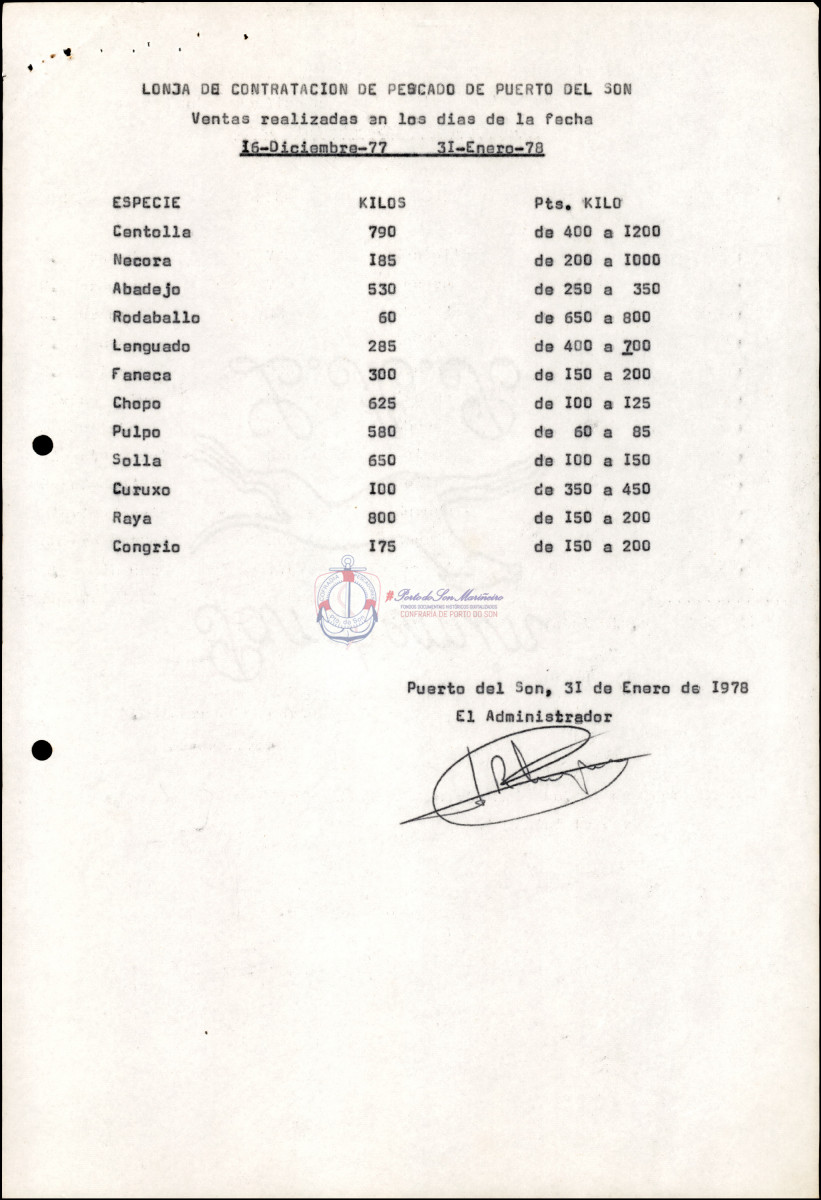 LONJA DE CONTRATACION DE PESCADO DE PUERTO DEL SON
Ventas realizadas en los dias de la fecha
I6-Diciembre-77 3I-Enero-78
ESPECIE KILOS Pts. KILO
Centolla 790 de 400 a I200
Necora I85 de 200 a I000
Abadejo 530 de 250 a 350
Rodaballo 60 de 650 a 800
Lenguado 285 de 400 a 700
Faneca 300 de I50 a 200
Chopo 625 de I00 a I25
Pulpo 580 de 60 a 85
Solla 650 de I00 a I50
Curuxo I00 de 350 a 450
Raya 800 de I50 a 200
Congrio I75 de I50 a 200
#Porto do Son Mariñeiro
FONDOS DOCUMENTAIS HISTÓRICOS DIXITALIZADOS
CONFRARÍA DE PORTO DO SON
Puerto del Son, 3I de Enero de I978
El Administrador